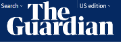 Search - US edition -
The
Guardian